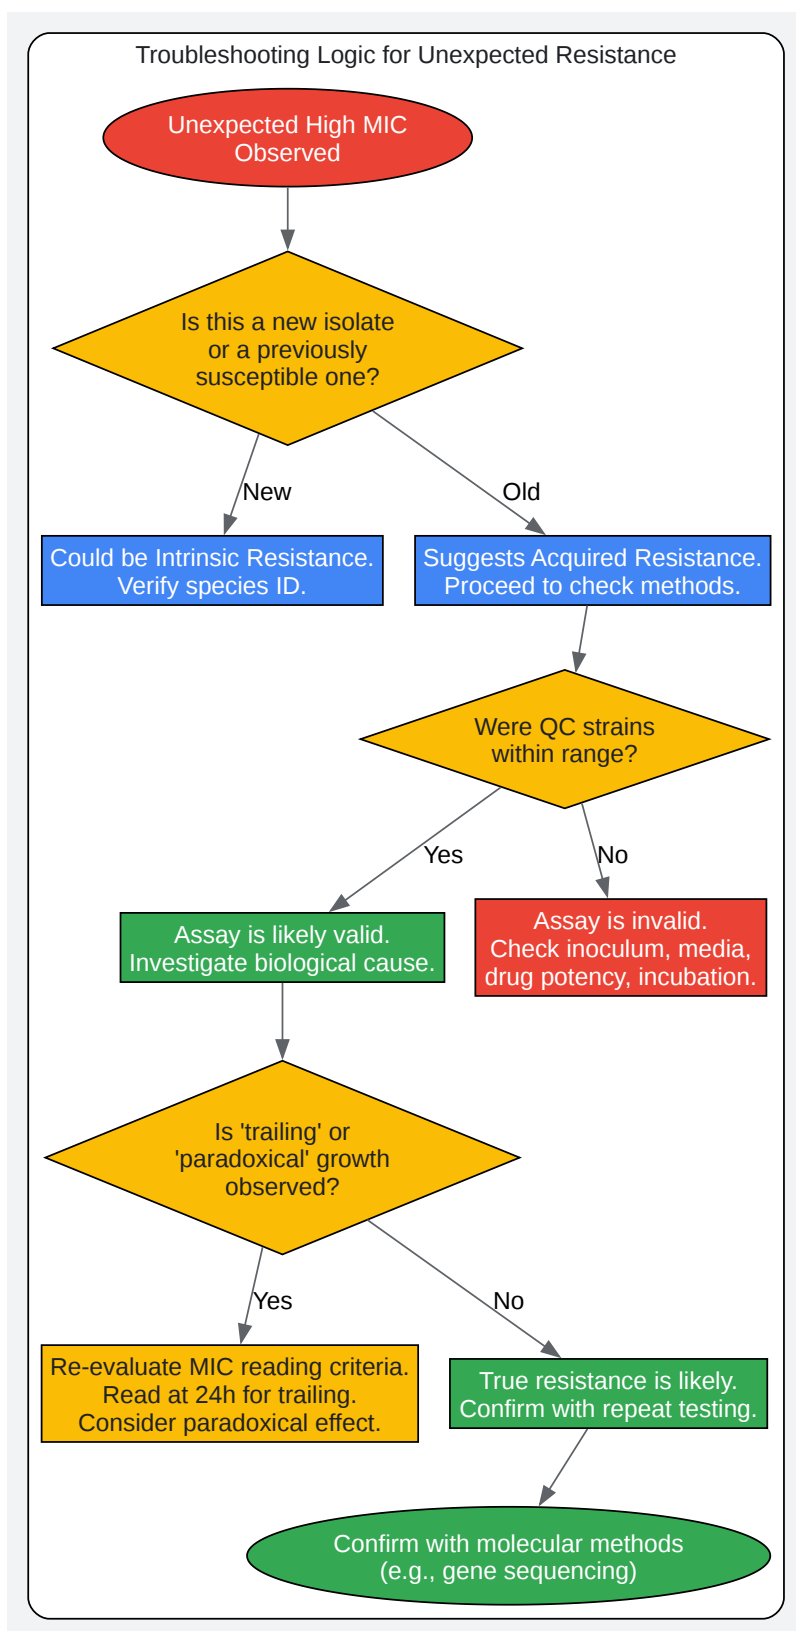 Troubleshooting Logic for Unexpected Resistance
Unexpected High MIC
Observed
Is this a new isolate
or a previously
susceptible one?
New
Old
Could be Intrinsic Resistance.
Verify species ID.
Suggests Acquired Resistance.
Proceed to check methods.
Were QC strains
within range?
Yes
No
Assay is likely valid.
Investigate biological cause.
Assay is invalid.
Check inoculum, media,
drug potency, incubation.
Is 'trailing' or
'paradoxical' growth
observed?
Yes
No
Re-evaluate MIC reading criteria.
Read at 24h for trailing.
Consider paradoxical effect.
True resistance is likely.
Confirm with repeat testing.
Confirm with molecular methods
(e.g., gene sequencing)